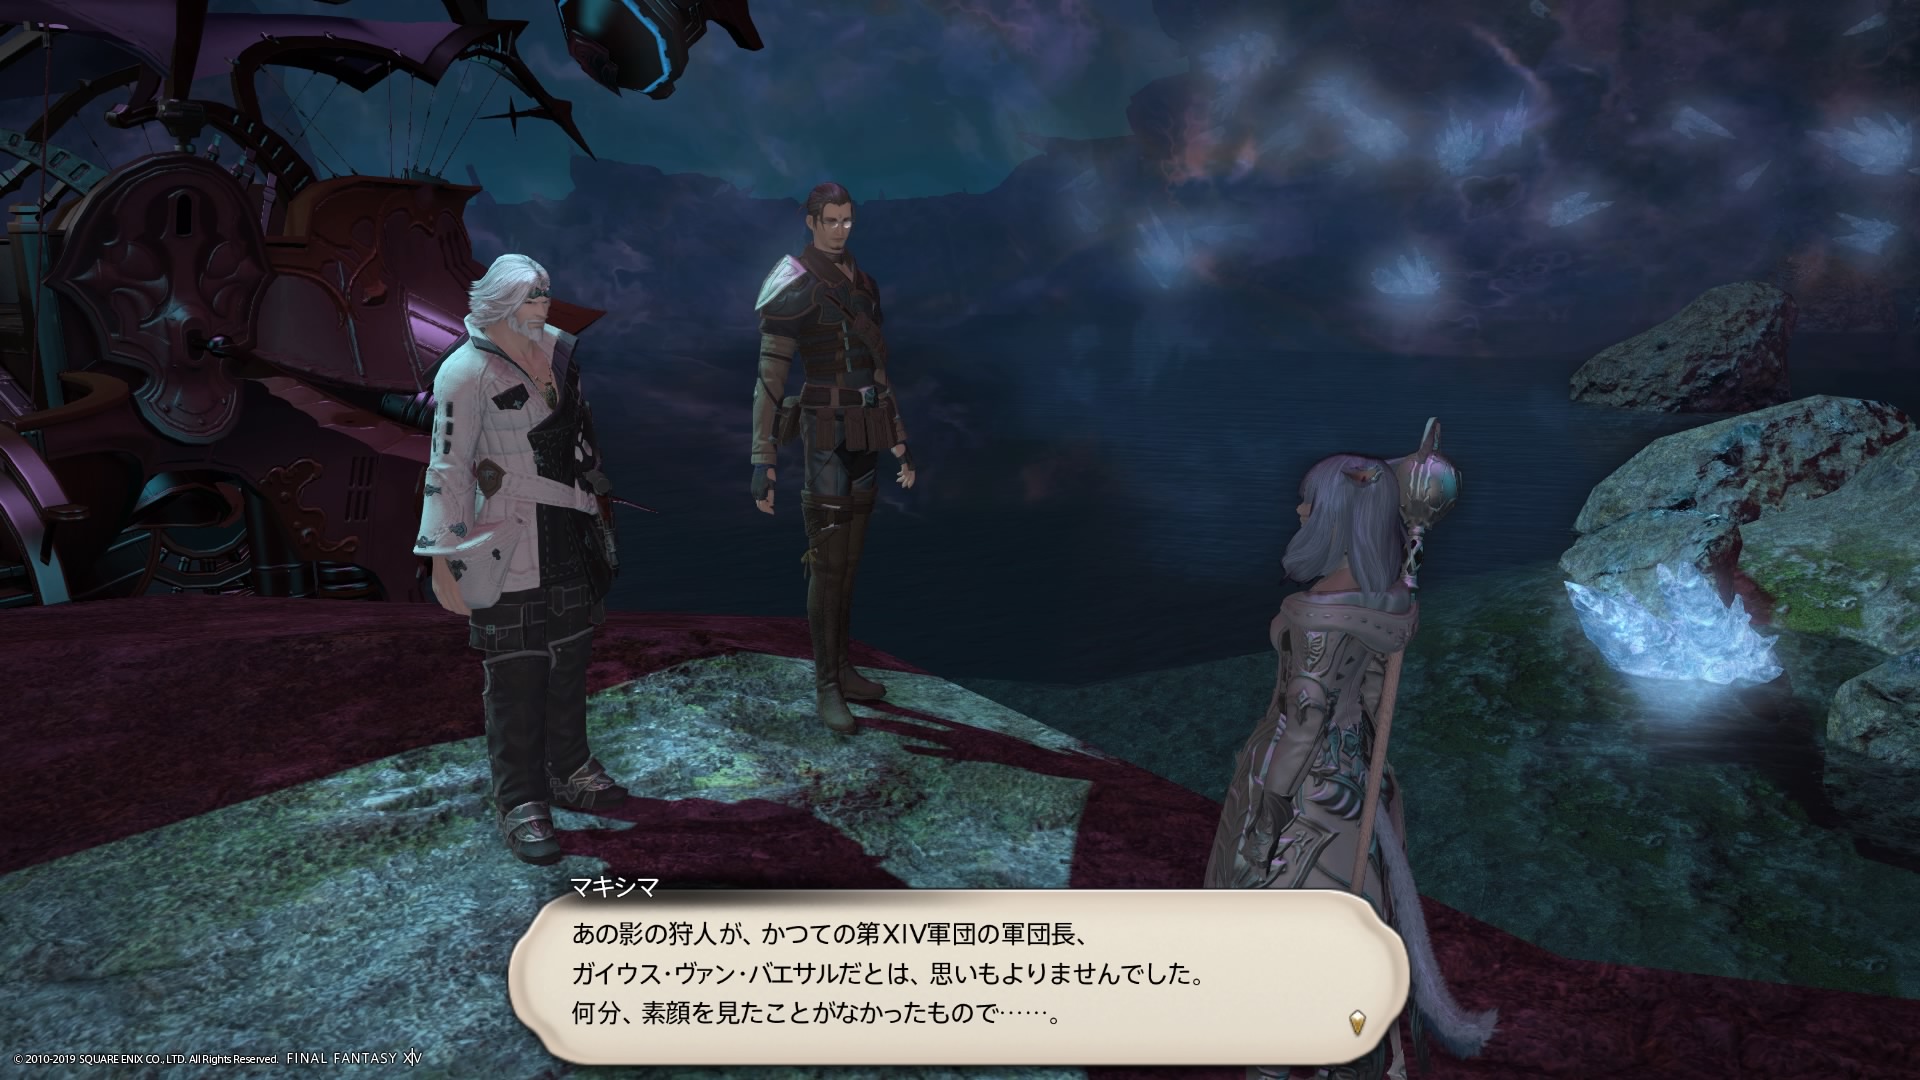 マキシマ
あの影の狩人が、かつての第XIV軍団の軍団長、
ガイウス・ヴァン・バエサルだとは、思いもよりませんでした。
何分、素顔を見たことがなかったもので……。
© 2010-2019 SQUARE ENIX CO., LTD. All Rights Reserved. FINAL FANTASY XIV